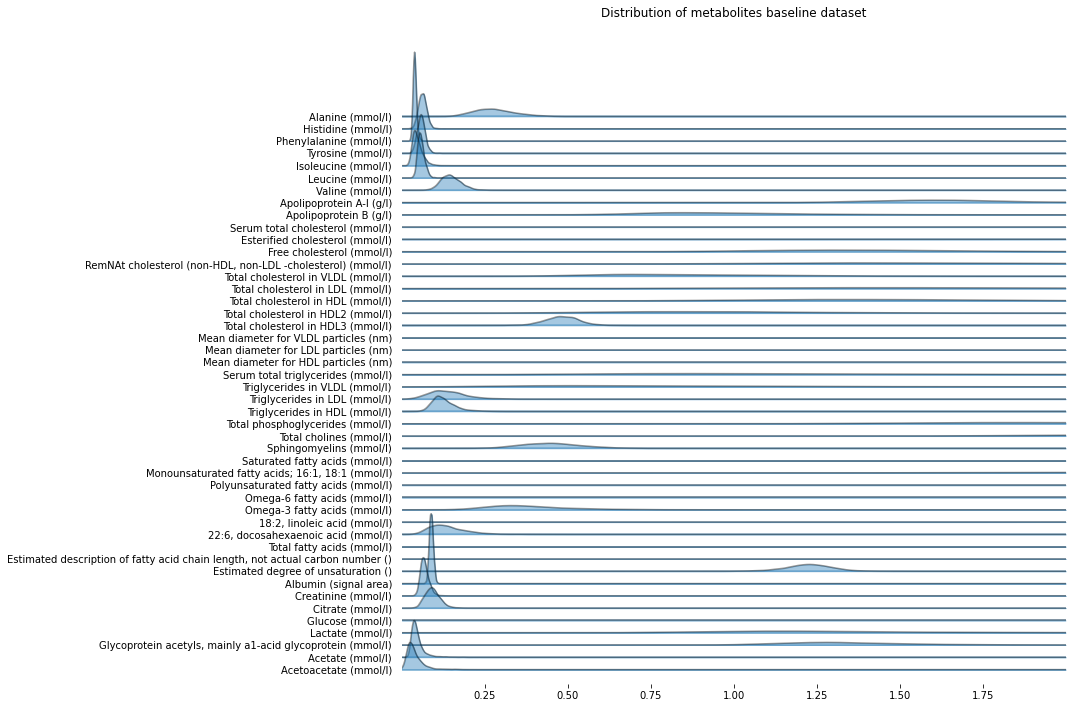 Distribution of metabolites baseline dataset
Alanine (mmol/l)
Histidine (mmol/l)
Phenylalanine (mmol/l)
Tyrosine (mmol/l)
Isoleucine (mmol/l)
Leucine (mmol/l)
Valine (mmol/l)
Apolipoprotein A-I (g/l)
Apolipoprotein B (g/l)
Serum total cholesterol (mmol/l)
Esterified cholesterol (mmol/l)
Free cholesterol (mmol/l)
RemNAt cholesterol (non-HDL, non-LDL -cholesterol) (mmol/l)
Total cholesterol in VLDL (mmol/l)
Total cholesterol in LDL (mmol/l)
Total cholesterol in HDL (mmol/l)
Total cholesterol in HDL2 (mmol/l)
Total cholesterol in HDL3 (mmol/l)
Mean diameter for VLDL particles (nm)
Mean diameter for LDL particles (nm)
Mean diameter for HDL particles (nm)
Serum total triglycerides (mmol/l)
Triglycerides in VLDL (mmol/l)
Triglycerides in LDL (mmol/l)
Triglycerides in HDL (mmol/l)
Total phosphoglycerides (mmol/l)
Total cholines (mmol/l)
Sphingomyelins (mmol/l)
Saturated fatty acids (mmol/l)
Monounsaturated fatty acids; 16:1, 18:1 (mmol/l)
Polyunsaturated fatty acids (mmol/l)
Omega-6 fatty acids (mmol/l)
Omega-3 fatty acids (mmol/l)
18:2, linoleic acid (mmol/l)
22:6, docosahexaenoic acid (mmol/l)
Total fatty acids (mmol/l)
Estimated description of fatty acid chain length, not actual carbon number ()
Estimated degree of unsaturation ()
Albumin (signal area)
Creatinine (mmol/l)
Citrate (mmol/l)
Glucose (mmol/l)
Lactate (mmol/l)
Glycoprotein acetyls, mainly a1-acid glycoprotein (mmol/l)
Acetate (mmol/l)
Acetoacetate (mmol/l)
0.25 0.50 0.75 1.00 1.25 1.50 1.75